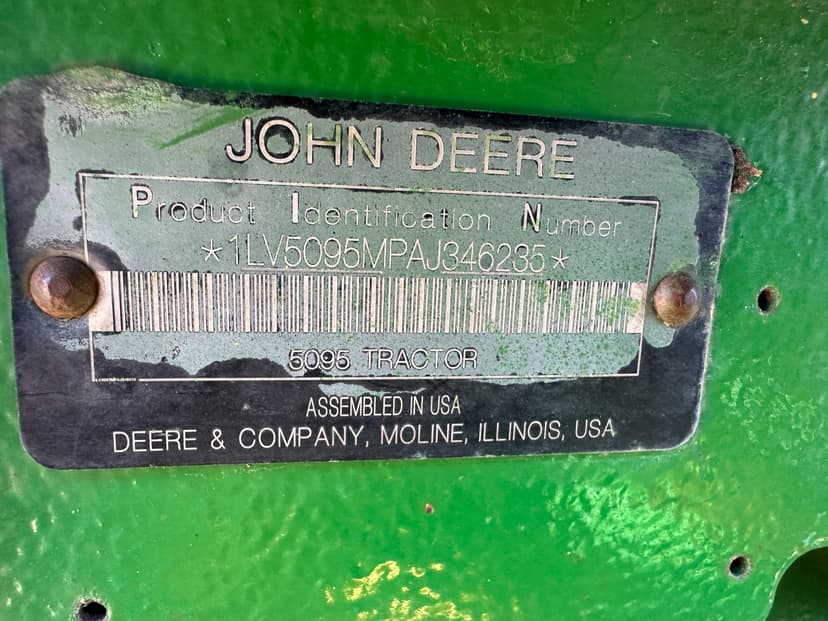 JOHN DEERE
Product Identification Number
*1LV5095MPAJ346235*
5095 TRACTOR
ASSEMBLED IN USA
DEERE & COMPANY, MOLINE, ILLINOIS, USA